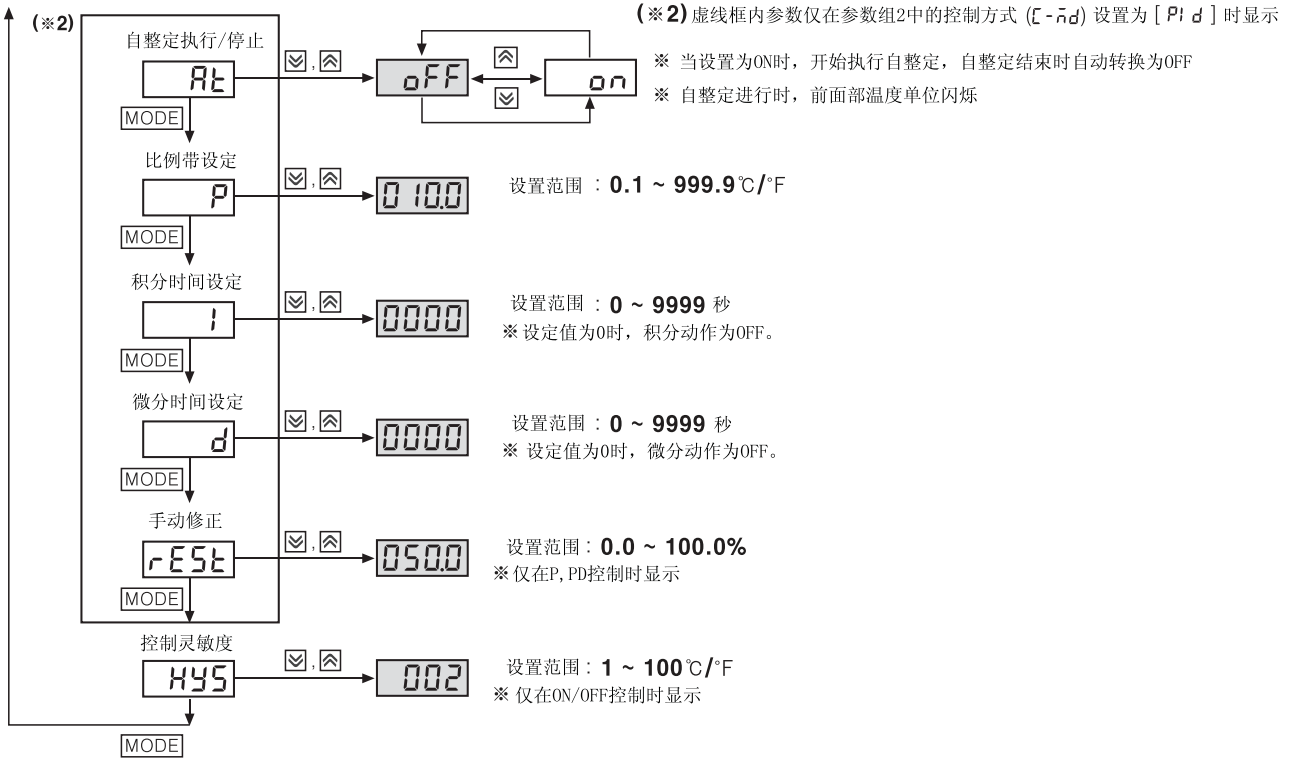 (※2)
(※2) 虚线框内参数仅在参数组2中的控制方式 (C-nd) 设置为 [ PI d ] 时显示
自整定执行/停止
At
,
oFF
on
※ 当设置为ON时, 开始执行自整定, 自整定结束时自动转换为OFF
※ 自整定进行时, 前面部温度单位闪烁
MODE
比例带设定
P
,
010.0
设置范围 : 0.1 ~ 999.9℃/°F
MODE
积分时间设定
I
,
0000
设置范围 : 0 ~ 9999 秒
※ 设定值为0时, 积分动作为OFF。
MODE
微分时间设定
d
,
0000
设置范围 : 0 ~ 9999 秒
※ 设定值为0时, 微分动作为OFF。
MODE
手动修正
rESt
,
050.0
设置范围 : 0.0 ~ 100.0%
※ 仅在P,PD控制时显示
MODE
控制灵敏度
HYS
,
002
设置范围 : 1 ~ 100℃/°F
※ 仅在ON/OFF控制时显示
MODE